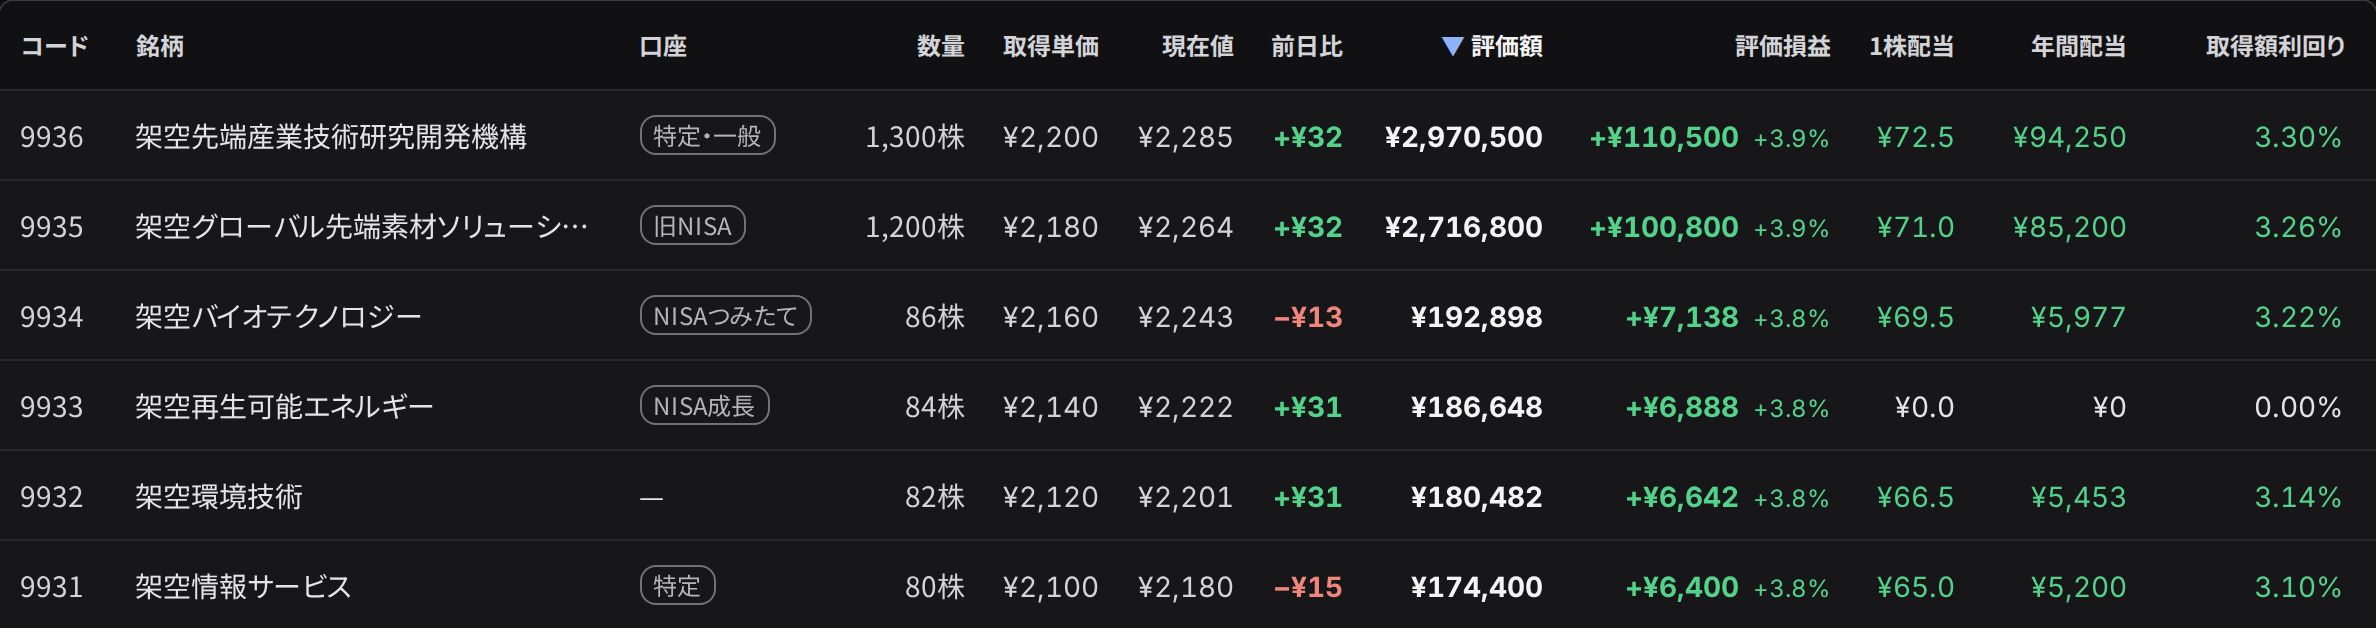 コード 銘柄 口座 数量 取得単価 現在値 前日比 ▼ 評価額 評価損益 1株配当 年間配当 取得額利回り
9936 架空先端産業技術研究開発機構 特定・一般 1,300株 ¥2,200 ¥2,285 +¥32 ¥2,970,500 +¥110,500 +3.9% ¥72.5 ¥94,250 3.30%
9935 架空グローバル先端素材ソリューシ… 旧NISA 1,200株 ¥2,180 ¥2,264 +¥32 ¥2,716,800 +¥100,800 +3.9% ¥71.0 ¥85,200 3.26%
9934 架空バイオテクノロジー NISAつみたて 86株 ¥2,160 ¥2,243 −¥13 ¥192,898 +¥7,138 +3.8% ¥69.5 ¥5,977 3.22%
9933 架空再生可能エネルギー NISA成長 84株 ¥2,140 ¥2,222 +¥31 ¥186,648 +¥6,888 +3.8% ¥0.0 ¥0 0.00%
9932 架空環境技術 — 82株 ¥2,120 ¥2,201 +¥31 ¥180,482 +¥6,642 +3.8% ¥66.5 ¥5,453 3.14%
9931 架空情報サービス 特定 80株 ¥2,100 ¥2,180 −¥15 ¥174,400 +¥6,400 +3.8% ¥65.0 ¥5,200 3.10%